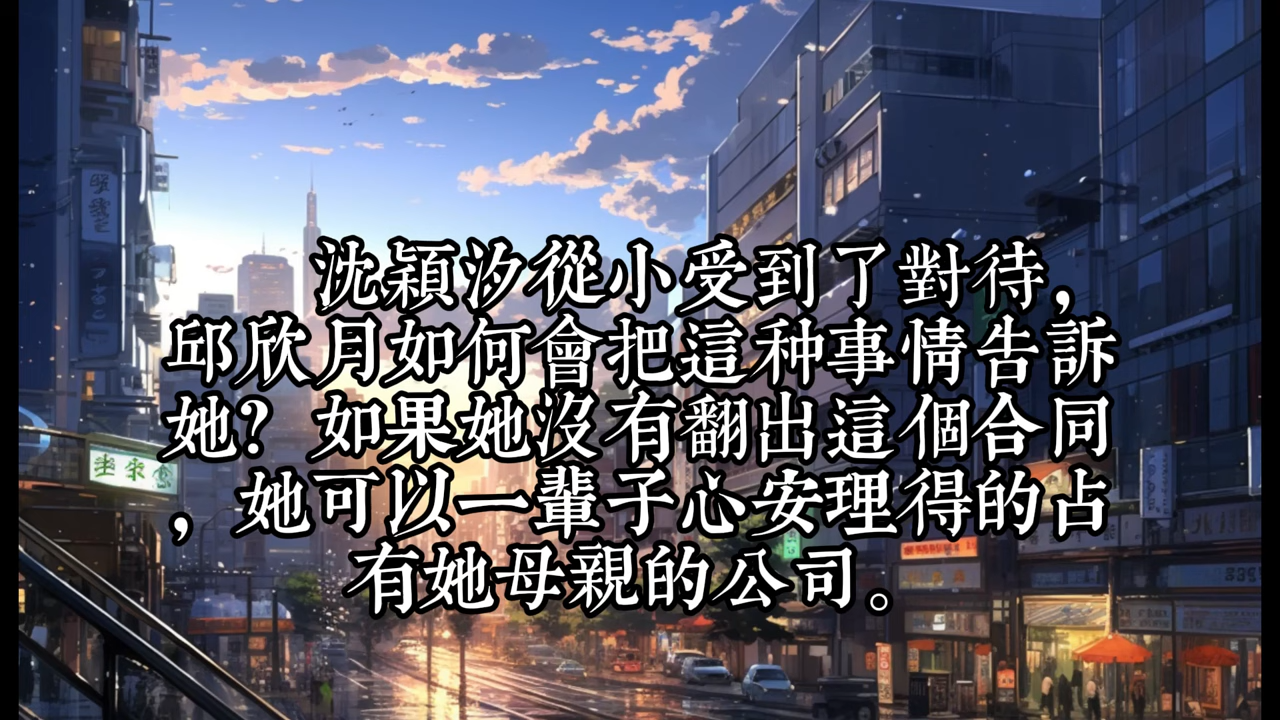 沈穎汐從小受到了對待，
邱欣月如何會把這种事情告訴
她？如果她沒有翻出這個合同
，她可以一輩子心安理得的占
有她母親的公司。